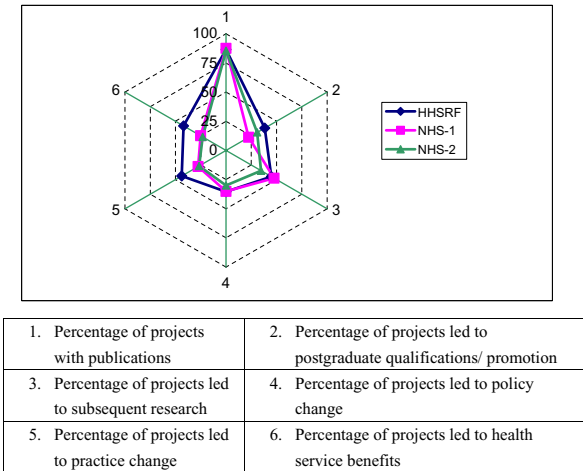 1
100
75
6
2
50
25
0
HHSRF
NHS-1
NHS-2
5
3
4
1. Percentage of projects
with publications
2. Percentage of projects led to
postgraduate qualifications/ promotion
3. Percentage of projects led
to subsequent research
4. Percentage of projects led to policy
change
5. Percentage of projects led
to practice change
6. Percentage of projects led to health
service benefits